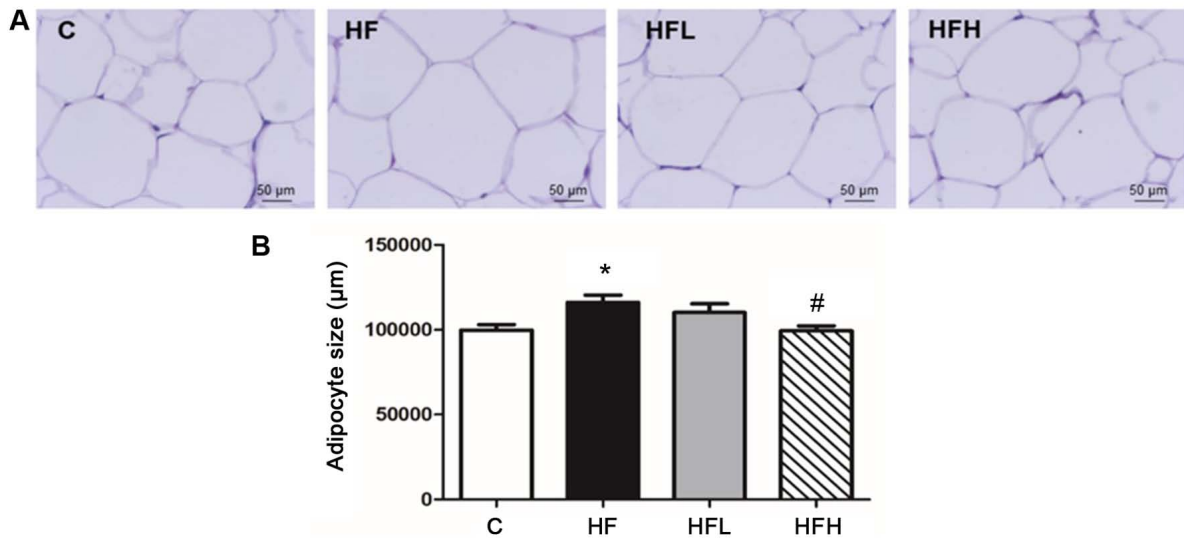 A
C
HF
HFL
HFH
50 µm
50 µm
50 µm
50 µm
B
Adipocyte size (µm)
150000
100000
50000
0
*
#
C
HF
HFL
HFH